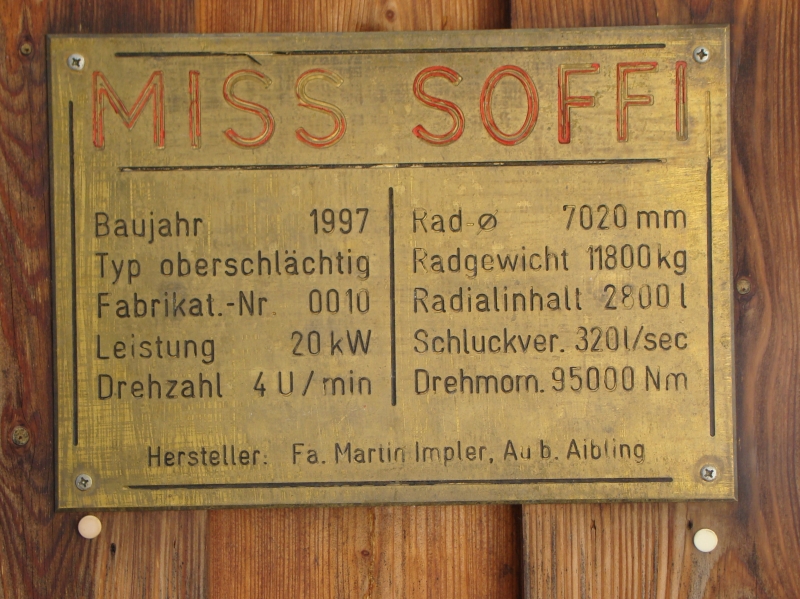 MISS SOFFI
Baujahr 1997
Typ oberschlächtig
Fabrikat.-Nr. 0010
Leistung 20 kW
Drehzahl 4 U/min
Rad-ø 7020 mm
Radgewicht 11800 kg
Radialinhalt 2800 l
Schluckver. 320 l/sec
Drehmom. 95000 Nm
Hersteller: Fa. Martin Impler, Au b. Aibling